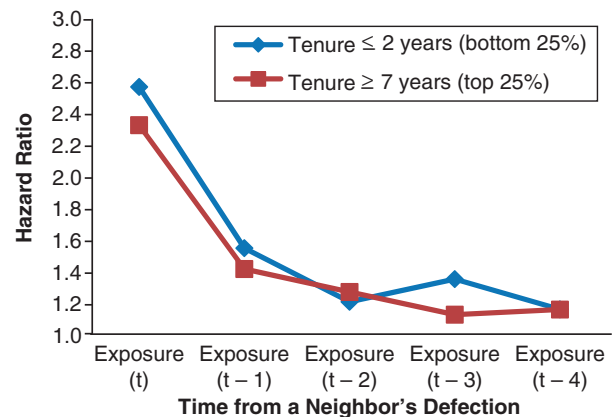 3.0
2.8
2.6
2.4
2.2
2.0
1.8
1.6
1.4
1.2
1.0
Hazard Ratio
Tenure ≤ 2 years (bottom 25%)
Tenure ≥ 7 years (top 25%)
Exposure
(t)
Exposure
(t – 1)
Exposure
(t – 2)
Exposure
(t – 3)
Exposure
(t – 4)
Time from a Neighbor's Defection